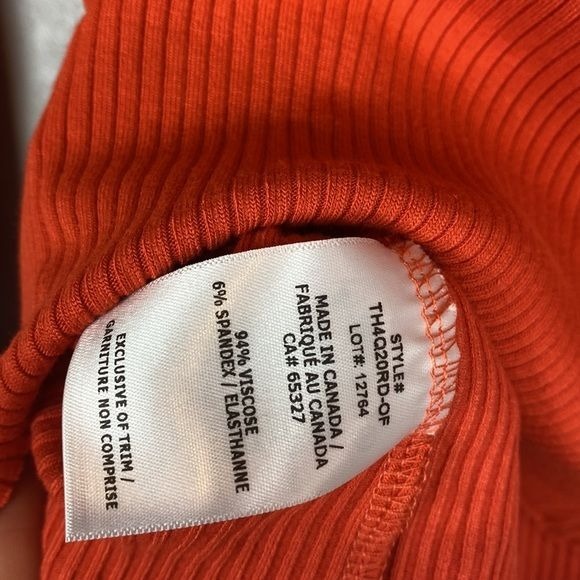 STYLE#
TH4Q20RD-OF
LOT#: 12764
MADE IN CANADA /
FABRIQUÉ AU CANADA
CA# 65327
94% VISCOSE
6% SPANDEX / ELASTHANNE
EXCLUSIVE OF TRIM /
GARNITURE NON COMPRISE